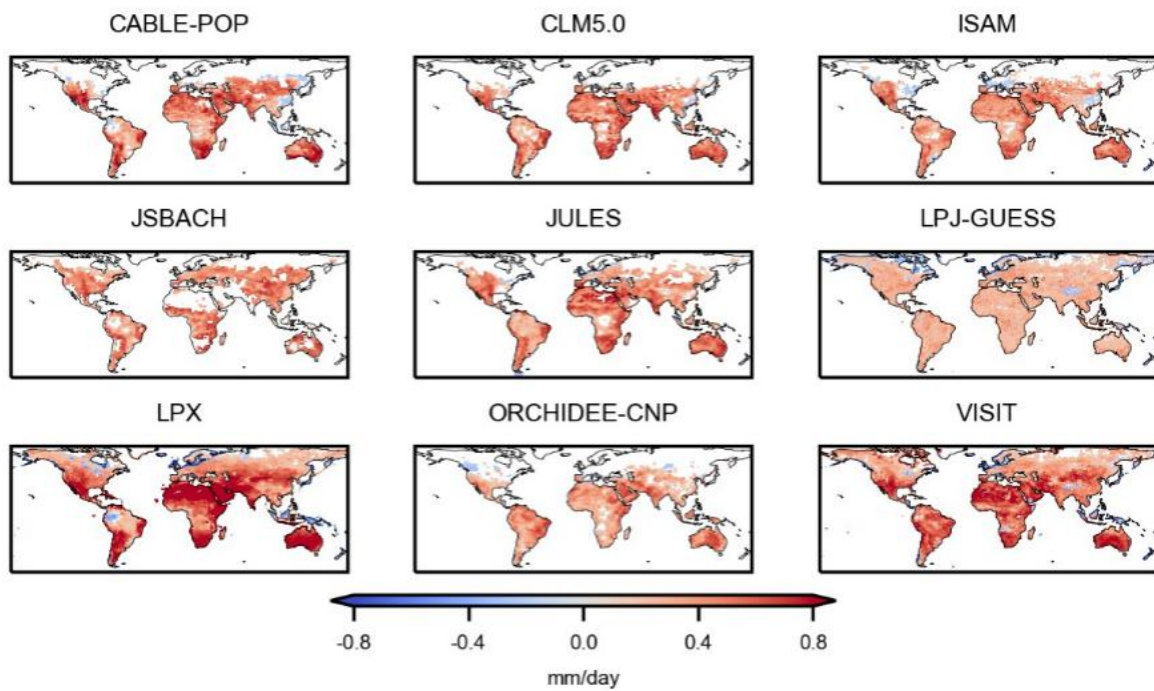 CABLE-POP CLM5.0 ISAM
JSBACH JULES LPJ-GUESS
LPX ORCHIDEE-CNP VISIT
-0.8 -0.4 0.0 0.4 0.8
mm/day